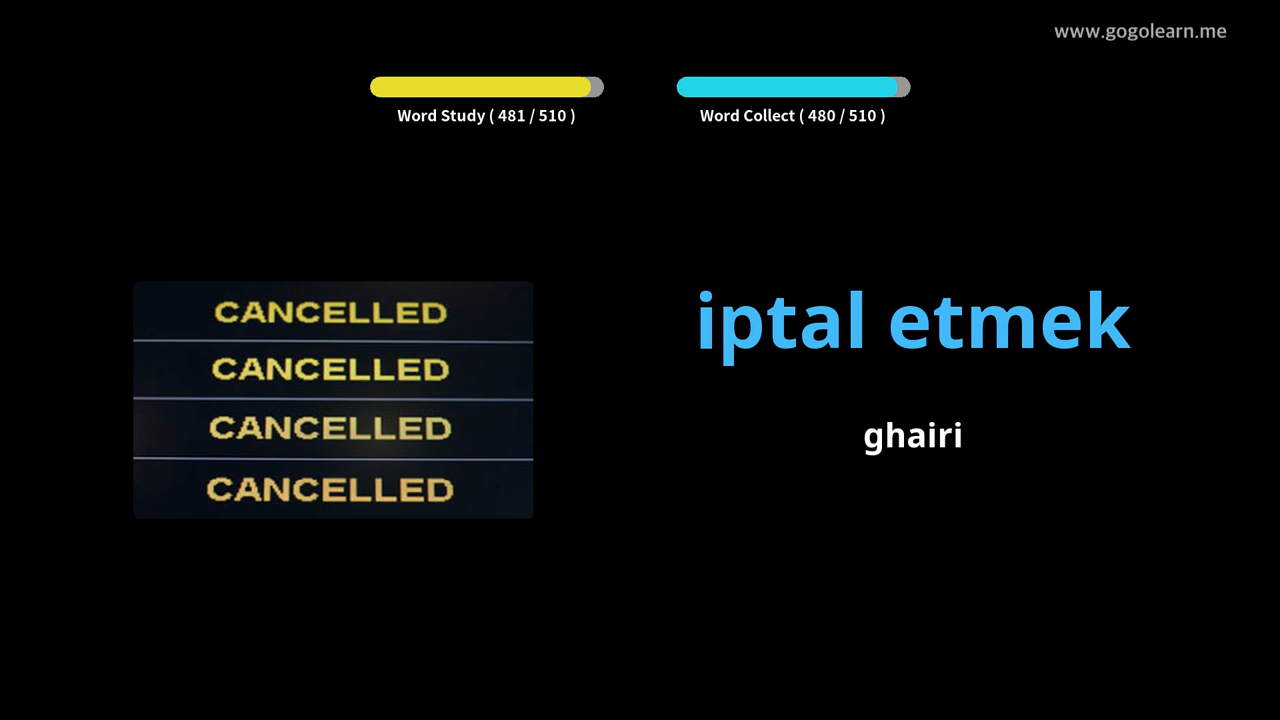 www.gogolearn.me
Word Study ( 481 / 510 )
Word Collect ( 480 / 510 )
CANCELLED
CANCELLED
CANCELLED
CANCELLED
iptal etmek
ghairi